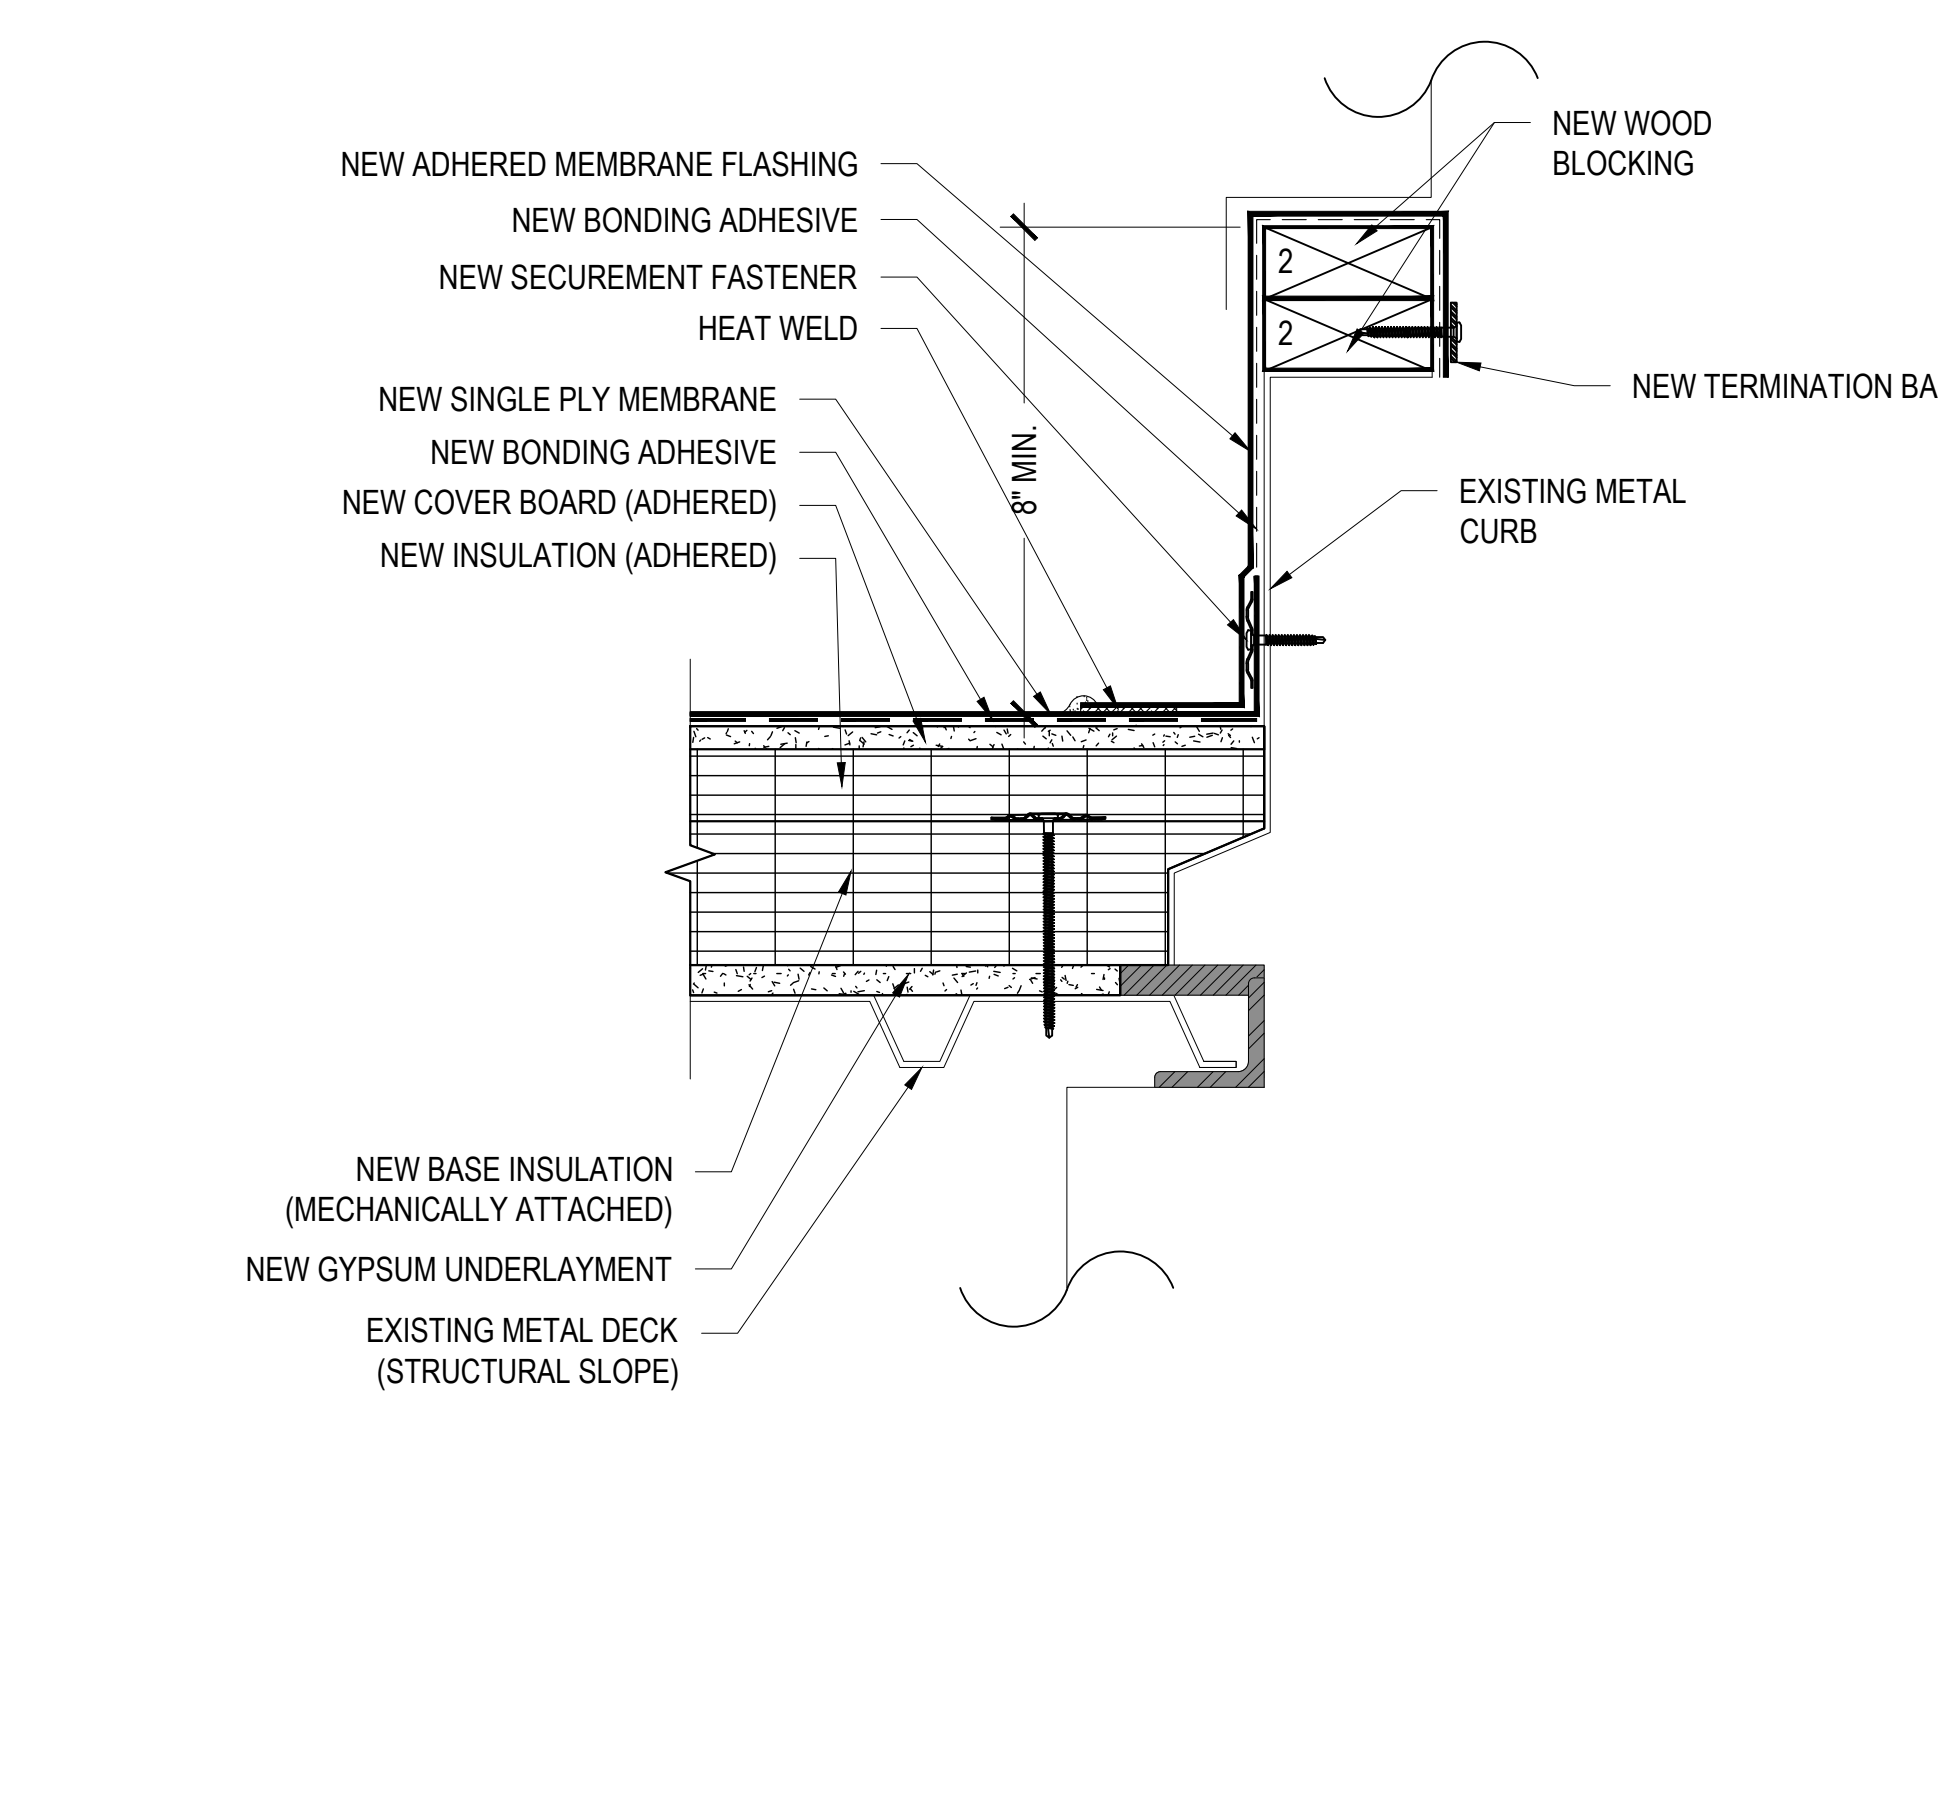 NEW WOOD
BLOCKING
NEW ADHERED MEMBRANE FLASHING
NEW BONDING ADHESIVE
NEW SECUREMENT FASTENER
HEAT WELD
2
2
NEW TERMINATION BA
NEW SINGLE PLY MEMBRANE
NEW BONDING ADHESIVE
NEW COVER BOARD (ADHERED)
NEW INSULATION (ADHERED)
8" MIN.
EXISTING METAL
CURB
NEW BASE INSULATION
(MECHANICALLY ATTACHED)
NEW GYPSUM UNDERLAYMENT
EXISTING METAL DECK
(STRUCTURAL SLOPE)